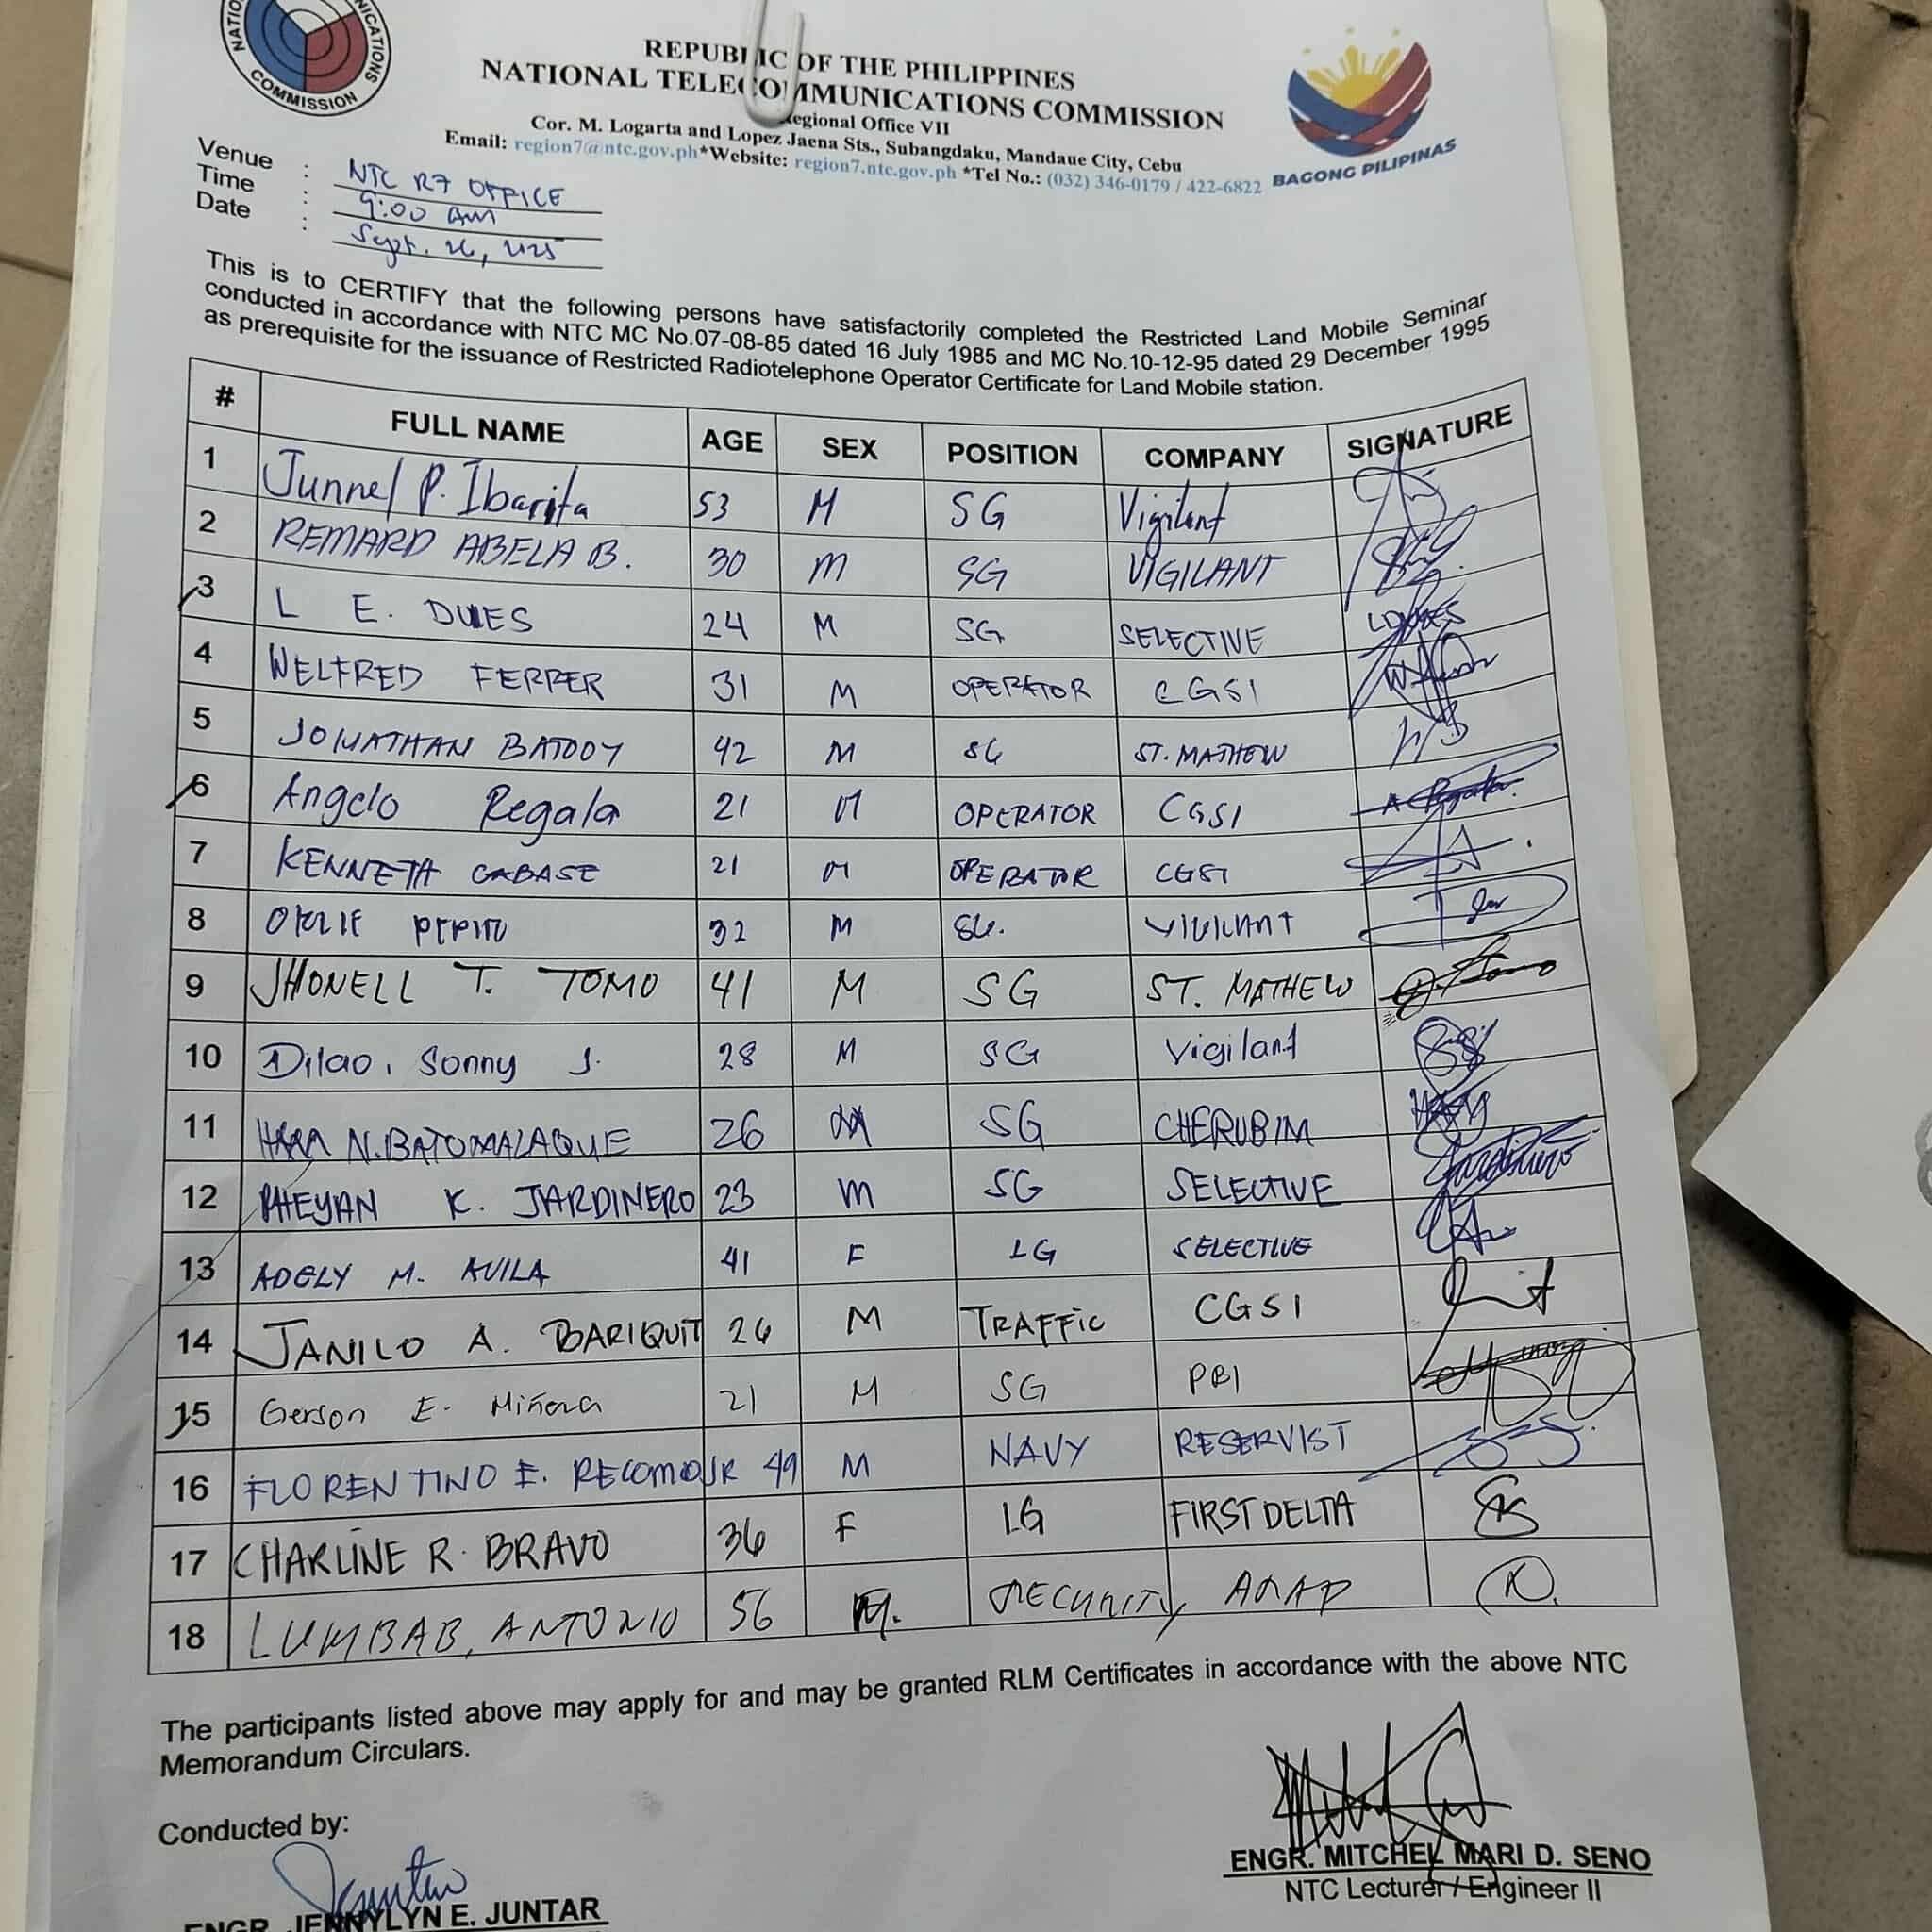 NATIO NICATIONS COMMISSION
REPUBLIC OF THE PHILIPPINES
NATIONAL TELECOMMUNICATIONS COMMISSION
Regional Office VII
Cor. M. Logarta and Lopez Jaena Sts., Subangdaku, Mandaue City, Cebu
Email: region7@ntc.gov.ph*Website: region7.ntc.gov.ph *Tel No.: (032) 346-0179 / 422-6822
BAGONG PILIPINAS
Venue : NTC R7 OFFICE
Time : 9:00 AM
Date : Sept. 26, 2025
This is to CERTIFY that the following persons have satisfactorily completed the Restricted Land Mobile Seminar
conducted in accordance with NTC MC No.07-08-85 dated 16 July 1985 and MC No.10-12-95 dated 29 December 1995
as prerequisite for the issuance of Restricted Radiotelephone Operator Certificate for Land Mobile station.
# FULL NAME AGE SEX POSITION COMPANY SIGNATURE
1 Junnel P. Ibarita 53 M SG Vigilant
2 REMARD ABELA B. 30 M SG VIGILANT
3 L E. 24 M SG SELECTIVE
4 WELFRED FERRER 31 M OPERATOR CGSI
5 JONATHAN BATOOY 42 M SG ST. MATHEW
6 Angelo Regala 21 M OPERATOR CGSI
7 KENNETH CABASE 21 M OPERATOR CGSI
8 PEPITO 32 M SG. VIGILANT
9 JHONELL T. TOMO 41 M SG ST. MATHEW
10 Dilao, Sonny J. 28 M SG Vigilant
11 N. BATOMALAQUE 26 M SG CHERUBIM
12 RHEYAN K. JARDINERO 23 M SG SELECTIVE
13 ADELY M. AVILA 41 F LG SELECTIVE
14 JANILO A. BARIQUIT 26 M TRAFFIC CGSI
15 Gerson E. Miñoza 21 M SG PBI
16 FLORENTINO E. RECOMO JR 49 M NAVY RESERVIST
17 CHARLINE R. BRAVO 36 F LG FIRST DELTA
18 LUMBAB, ANTONIO 56 M. SECURITY
The participants listed above may apply for and may be granted RLM Certificates in accordance with the above NTC
Memorandum Circulars.
Conducted by:
ENGR. JENNYLYN E. JUNTAR
ENGR. MITCHEL MARI D. SENO
NTC Lecturer / Engineer II